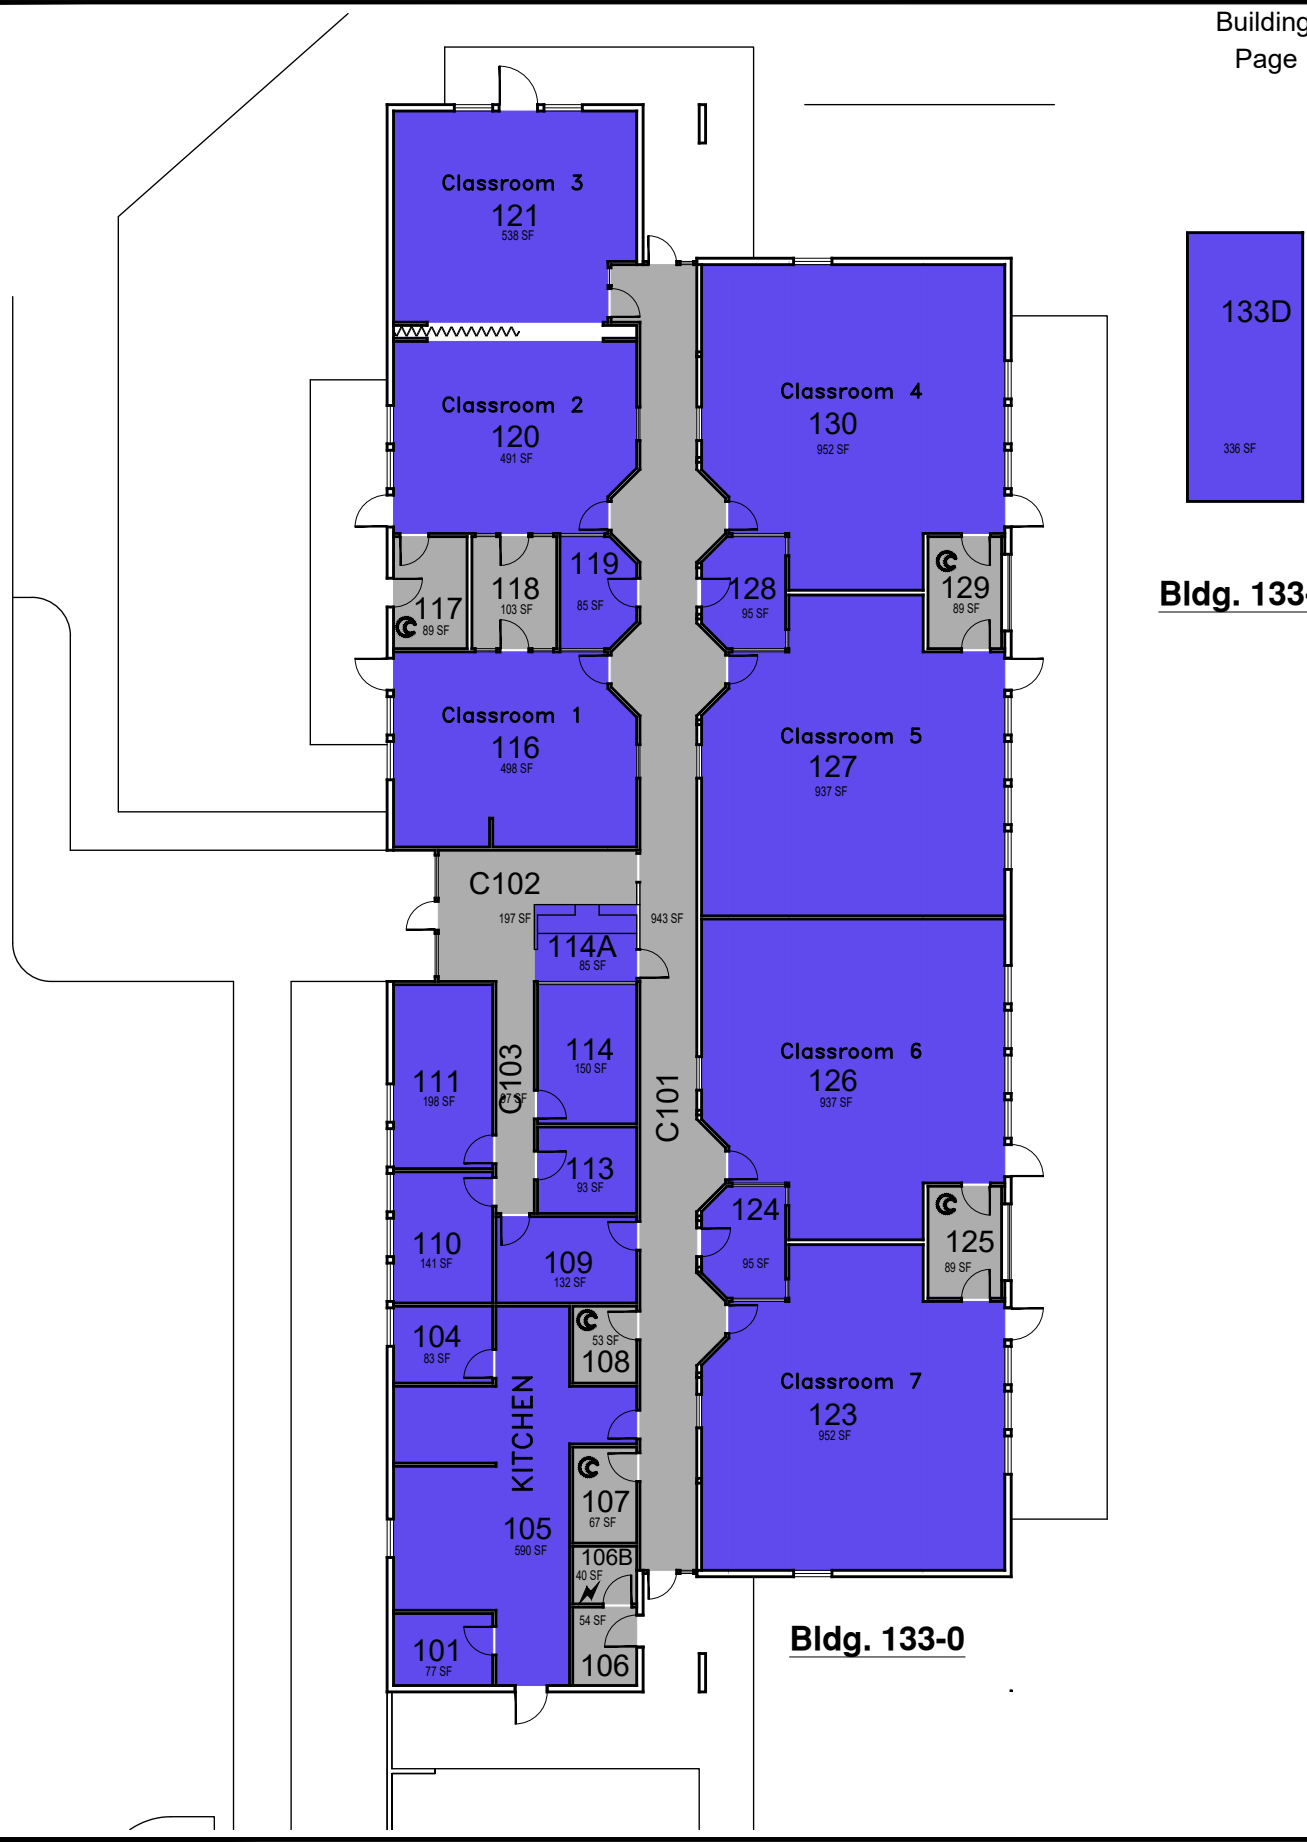 Building
Page
Classroom 3
121
538 SF
133D
336 SF
Bldg. 133-
Classroom 2
120
491 SF
Classroom 4
130
952 SF
119
85 SF
118
103 SF
117
89 SF
128
95 SF
129
89 SF
Classroom 1
116
498 SF
Classroom 5
127
937 SF
C102
197 SF
943 SF
114A
85 SF
C103
97 SF
114
150 SF
111
198 SF
C101
Classroom 6
126
937 SF
113
93 SF
124
95 SF
125
89 SF
110
141 SF
109
132 SF
104
83 SF
53 SF
108
KITCHEN
Classroom 7
123
952 SF
107
67 SF
105
590 SF
106B
40 SF
54 SF
106
101
77 SF
Bldg. 133-0